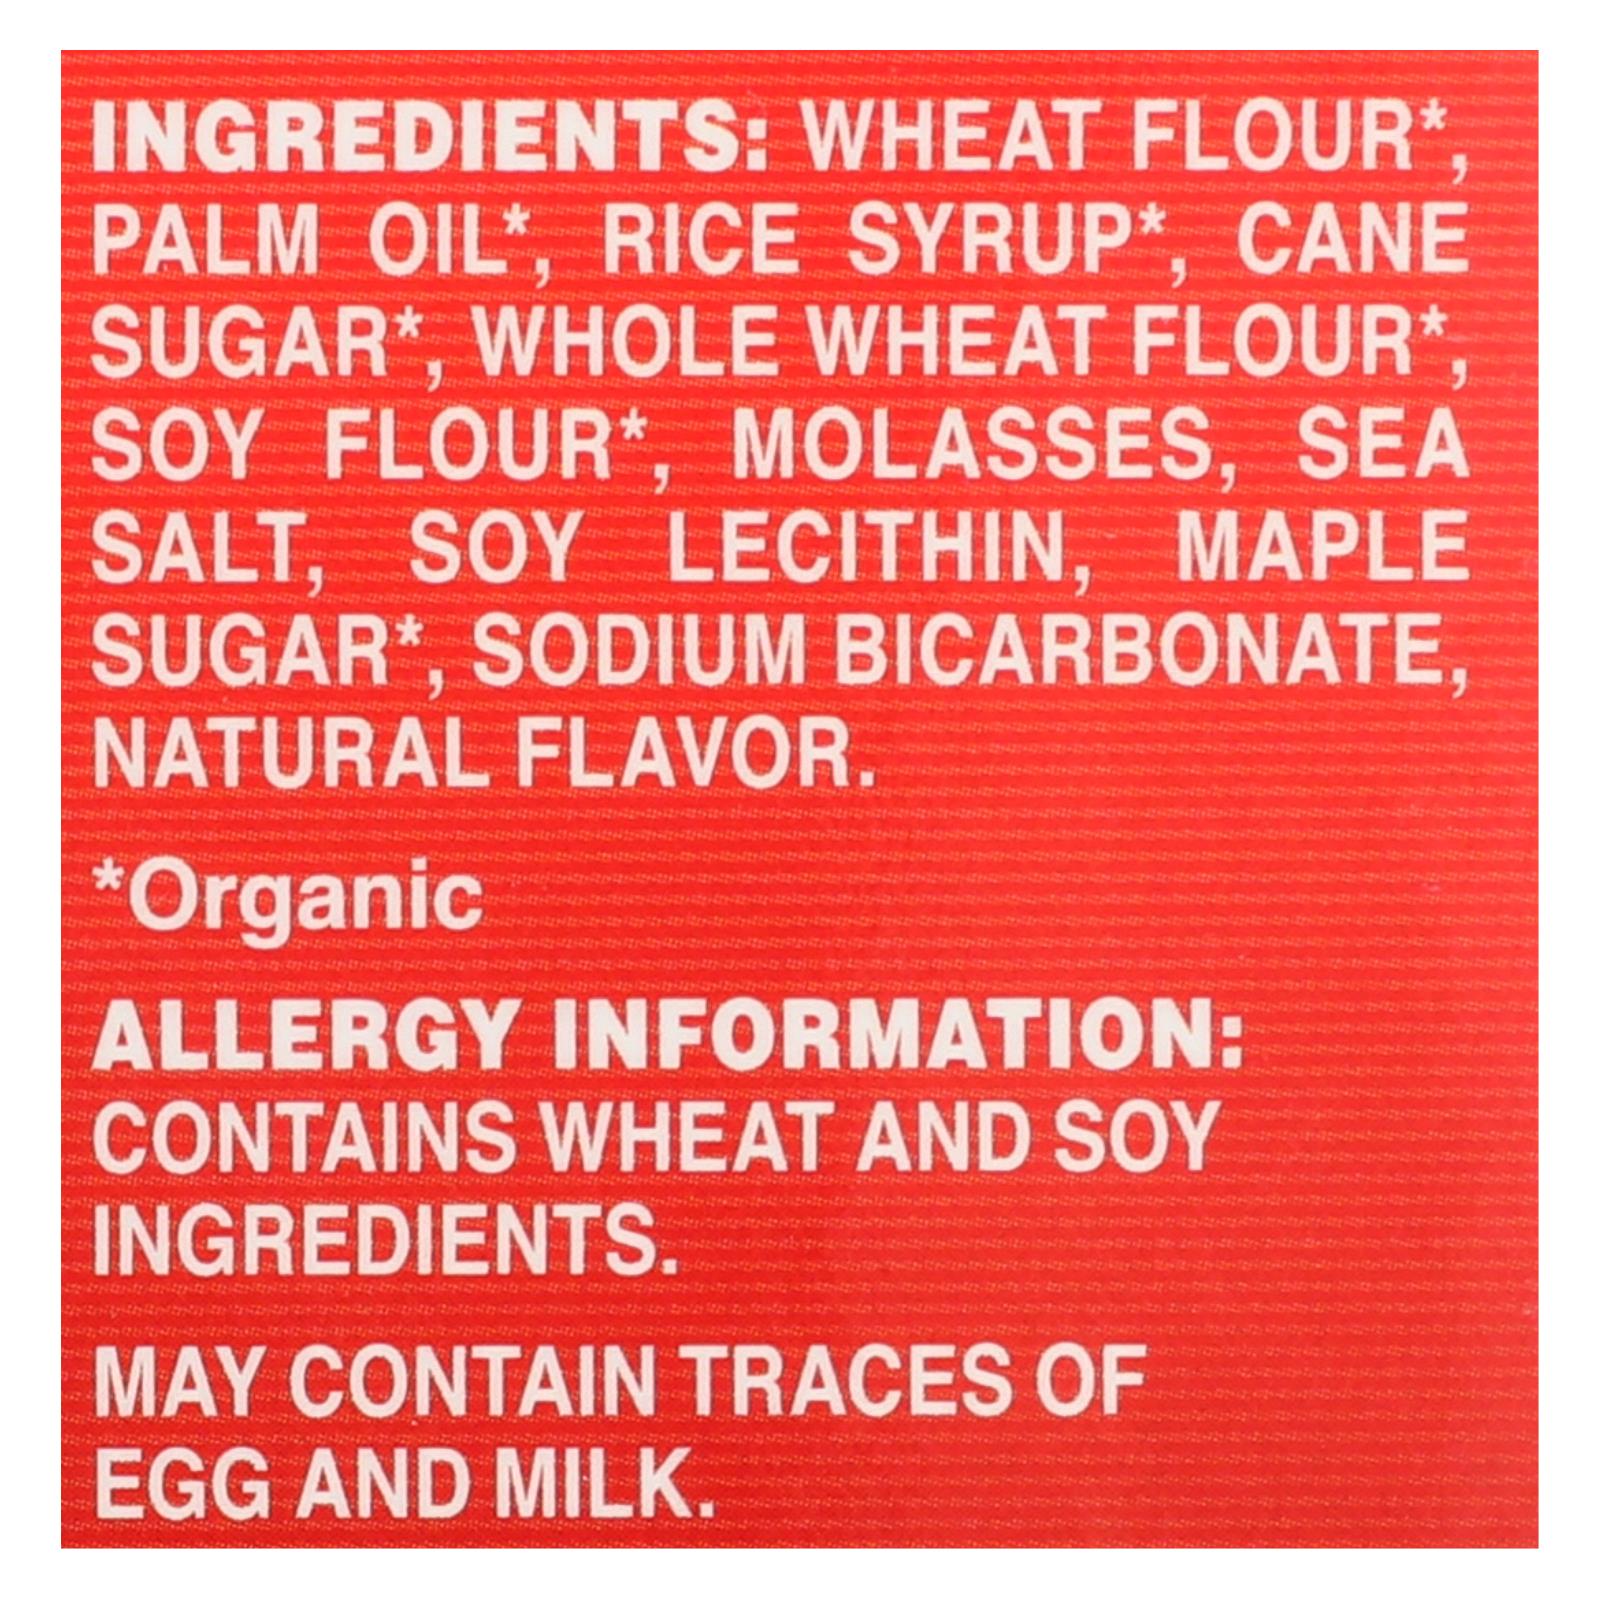 INGREDIENTS: WHEAT FLOUR*,
PALM OIL*, RICE SYRUP*, CANE
SUGAR*, WHOLE WHEAT FLOUR*,
SOY FLOUR*, MOLASSES, SEA
SALT, SOY LECITHIN, MAPLE
SUGAR*, SODIUM BICARBONATE,
NATURAL FLAVOR.
*Organic
ALLERGY INFORMATION:
CONTAINS WHEAT AND SOY
INGREDIENTS.
MAY CONTAIN TRACES OF
EGG AND MILK.